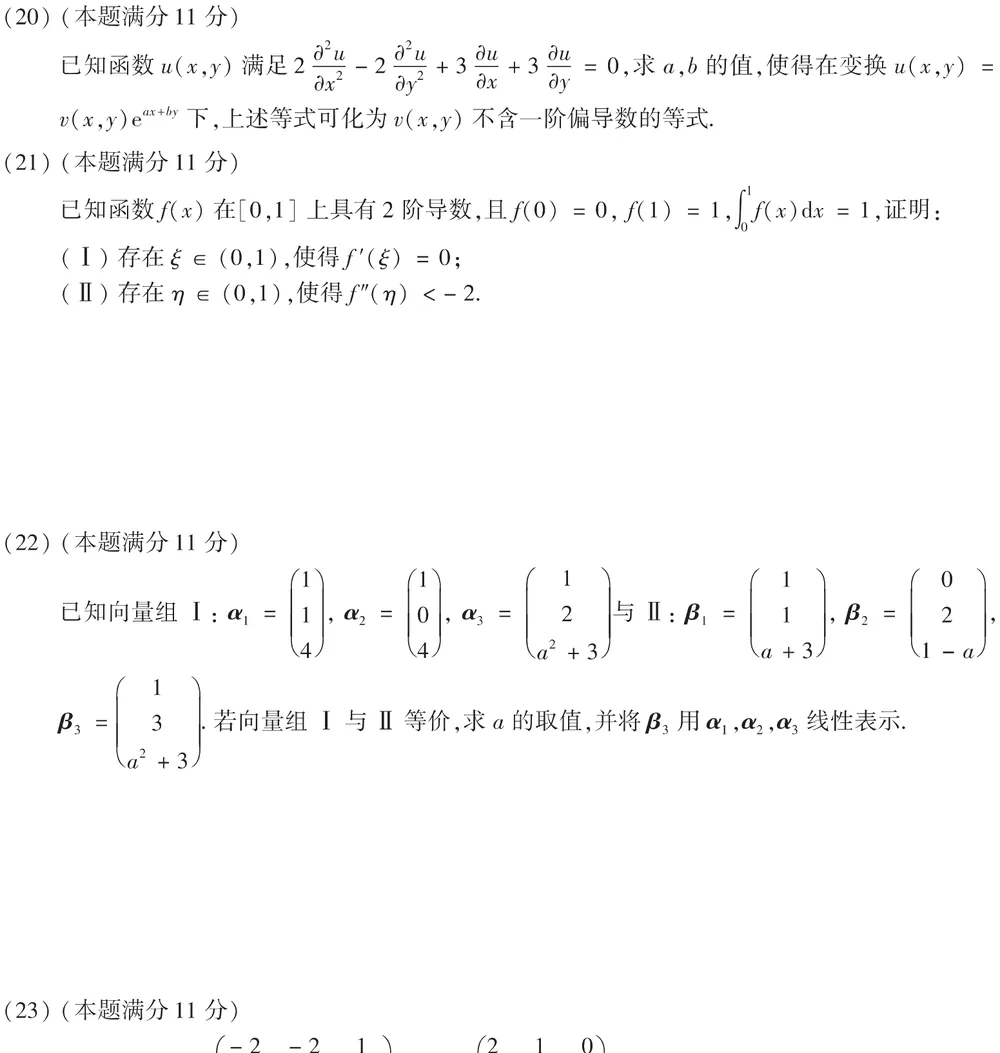 (20) (本题满分 11 分)
已知函数 u(x,y) 满足 2 ∂²u/∂x² - 2 ∂²u/∂y² + 3 ∂u/∂x + 3 ∂u/∂y = 0,求 a,b 的值,使得在变换 u(x,y) =
v(x,y)e^{ax+by} 下,上述等式可化为 v(x,y) 不含一阶偏导数的等式.
(21) (本题满分 11 分)
已知函数 f(x) 在[0,1] 上具有 2 阶导数,且 f(0) = 0, f(1) = 1,∫₀¹ f(x)dx = 1,证明:
(Ⅰ) 存在 ξ ∈ (0,1),使得 f′(ξ) = 0;
(Ⅱ) 存在 η ∈ (0,1),使得 f″(η) < - 2.
(22) (本题满分 11 分)
已知向量组 Ⅰ: α₁ = (1 1 4), α₂ = (1 0 4), α₃ = (1 2 a² + 3) 与 Ⅱ: β₁ = (1 1 a + 3), β₂ = (0 2 1 - a),
β₃ = (1 3 a² + 3). 若向量组 Ⅰ 与 Ⅱ 等价,求 a 的取值,并将 β₃ 用 α₁,α₂,α₃ 线性表示.
(23) (本题满分 11 分)
-2 -2 1 2 1 0